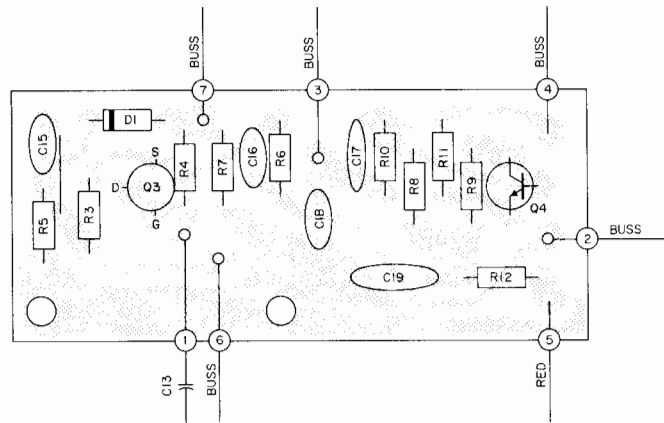 BUSS
BUSS
BUSS
7
3
4
D1
C15
S
D
Q3
G
R4
R7
C16
R6
C17
R10
R8
R11
R9
Q4
R5
R3
C18
2
BUSS
C19
R12
1
6
5
C13
BUSS
RED